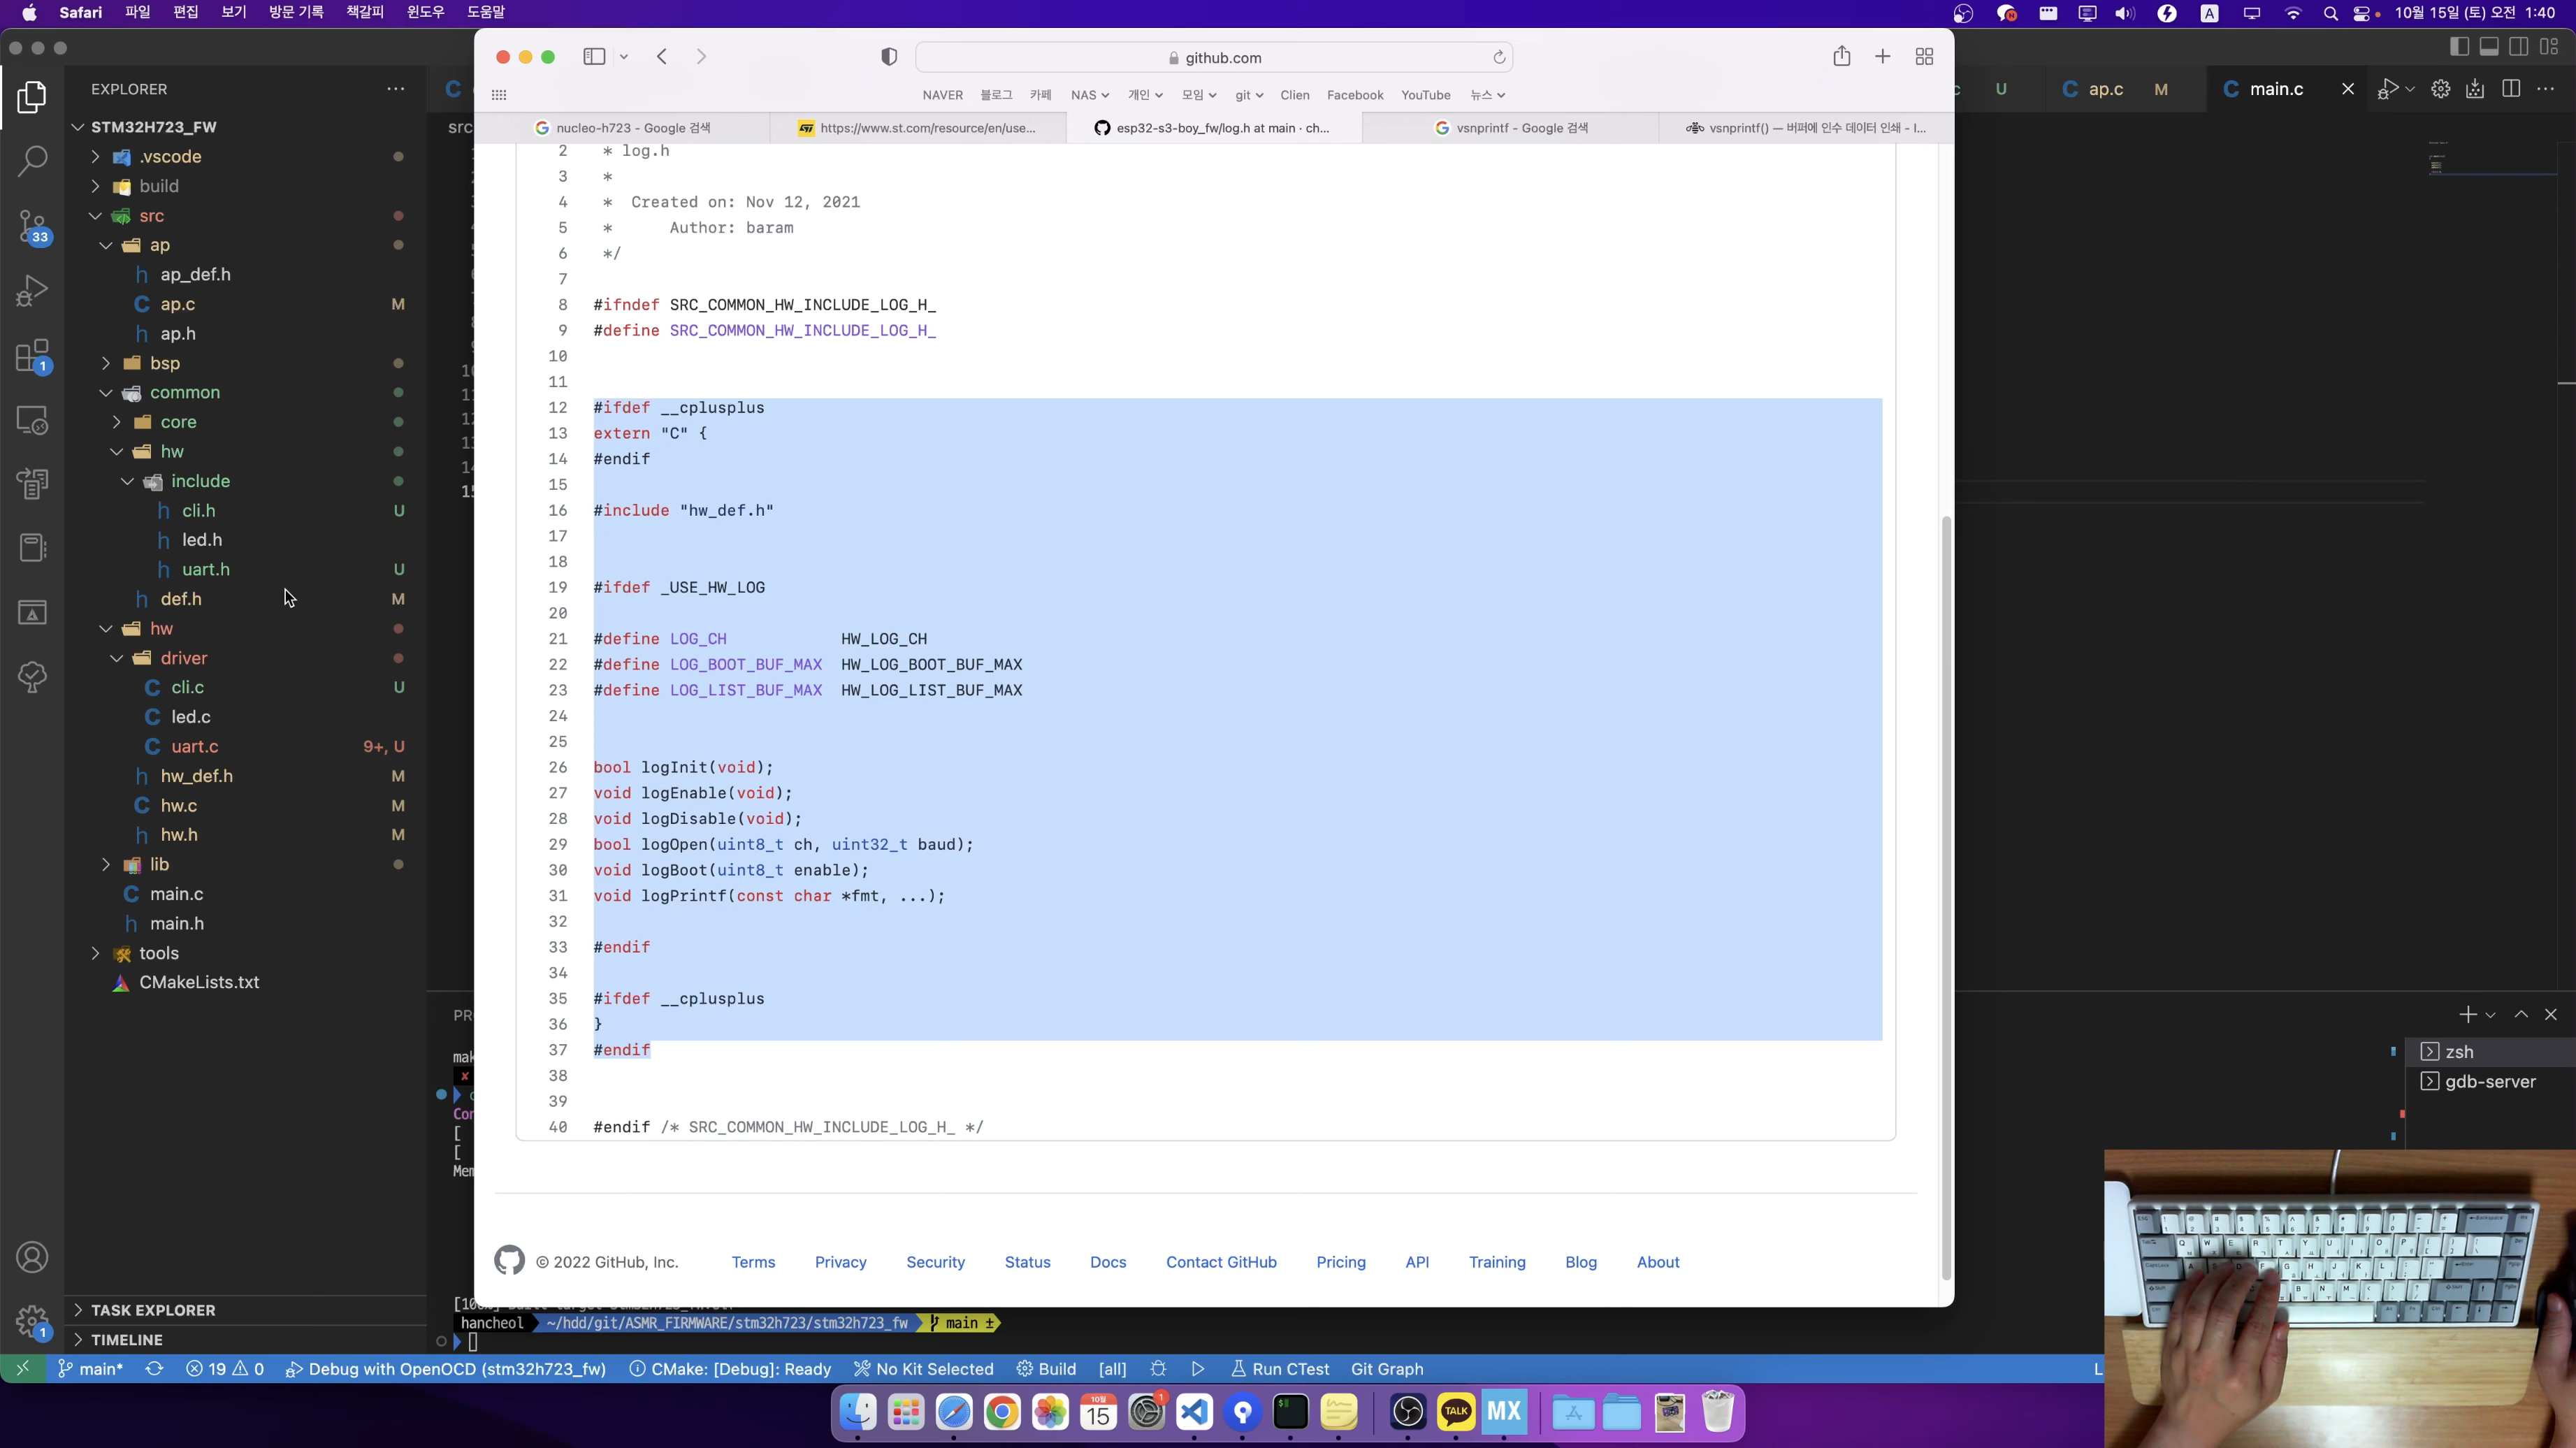 Safari 파일 편집 보기 방문 기록 책갈피 윈도우 도움말
A 10월 15일 (토) 오전 1:40
github.com
NAVER 블로그 카페 NAS 개인 모임 git Clien Facebook YouTube 뉴스
nucleo-h723 - Google 검색
https://www.st.com/resource/en/use...
esp32-s3-boy_fw/log.h at main · ch...
vsnprintf - Google 검색
vsnprintf() — 버퍼에 인수 데이터 인쇄 - I...
EXPLORER
STM32H723_FW
.vscode
build
src
ap
ap_def.h
ap.c M
ap.h
bsp
common
core
hw
include
cli.h U
led.h
uart.h U
def.h M
hw
driver
cli.c U
led.c
uart.c 9+, U
hw_def.h M
hw.c M
hw.h M
lib
main.c
main.h
tools
CMakeLists.txt
TASK EXPLORER
TIMELINE
33
1
1
src
U
ap.c M
main.c
2 * log.h
3 *
4 * Created on: Nov 12, 2021
5 * Author: baram
6 */
7
8 #ifndef SRC_COMMON_HW_INCLUDE_LOG_H_
9 #define SRC_COMMON_HW_INCLUDE_LOG_H_
10
11
12 #ifdef __cplusplus
13 extern "C" {
14 #endif
15
16 #include "hw_def.h"
17
18
19 #ifdef _USE_HW_LOG
20
21 #define LOG_CH HW_LOG_CH
22 #define LOG_BOOT_BUF_MAX HW_LOG_BOOT_BUF_MAX
23 #define LOG_LIST_BUF_MAX HW_LOG_LIST_BUF_MAX
24
25
26 bool logInit(void);
27 void logEnable(void);
28 void logDisable(void);
29 bool logOpen(uint8_t ch, uint32_t baud);
30 void logBoot(uint8_t enable);
31 void logPrintf(const char *fmt, ...);
32
33 #endif
34
35 #ifdef __cplusplus
36 }
37 #endif
38
39
40 #endif /* SRC_COMMON_HW_INCLUDE_LOG_H_ */
© 2022 GitHub, Inc. Terms Privacy Security Status Docs Contact GitHub Pricing API Training Blog About
zsh
gdb-server
hancheol ~/hdd/git/ASMR_FIRMWARE/stm32h723/stm32h723_fw main ±
main* 19 0 Debug with OpenOCD (stm32h723_fw) CMake: [Debug]: Ready No Kit Selected Build [all] Run CTest Git Graph
10월
15
1
TALK
MX